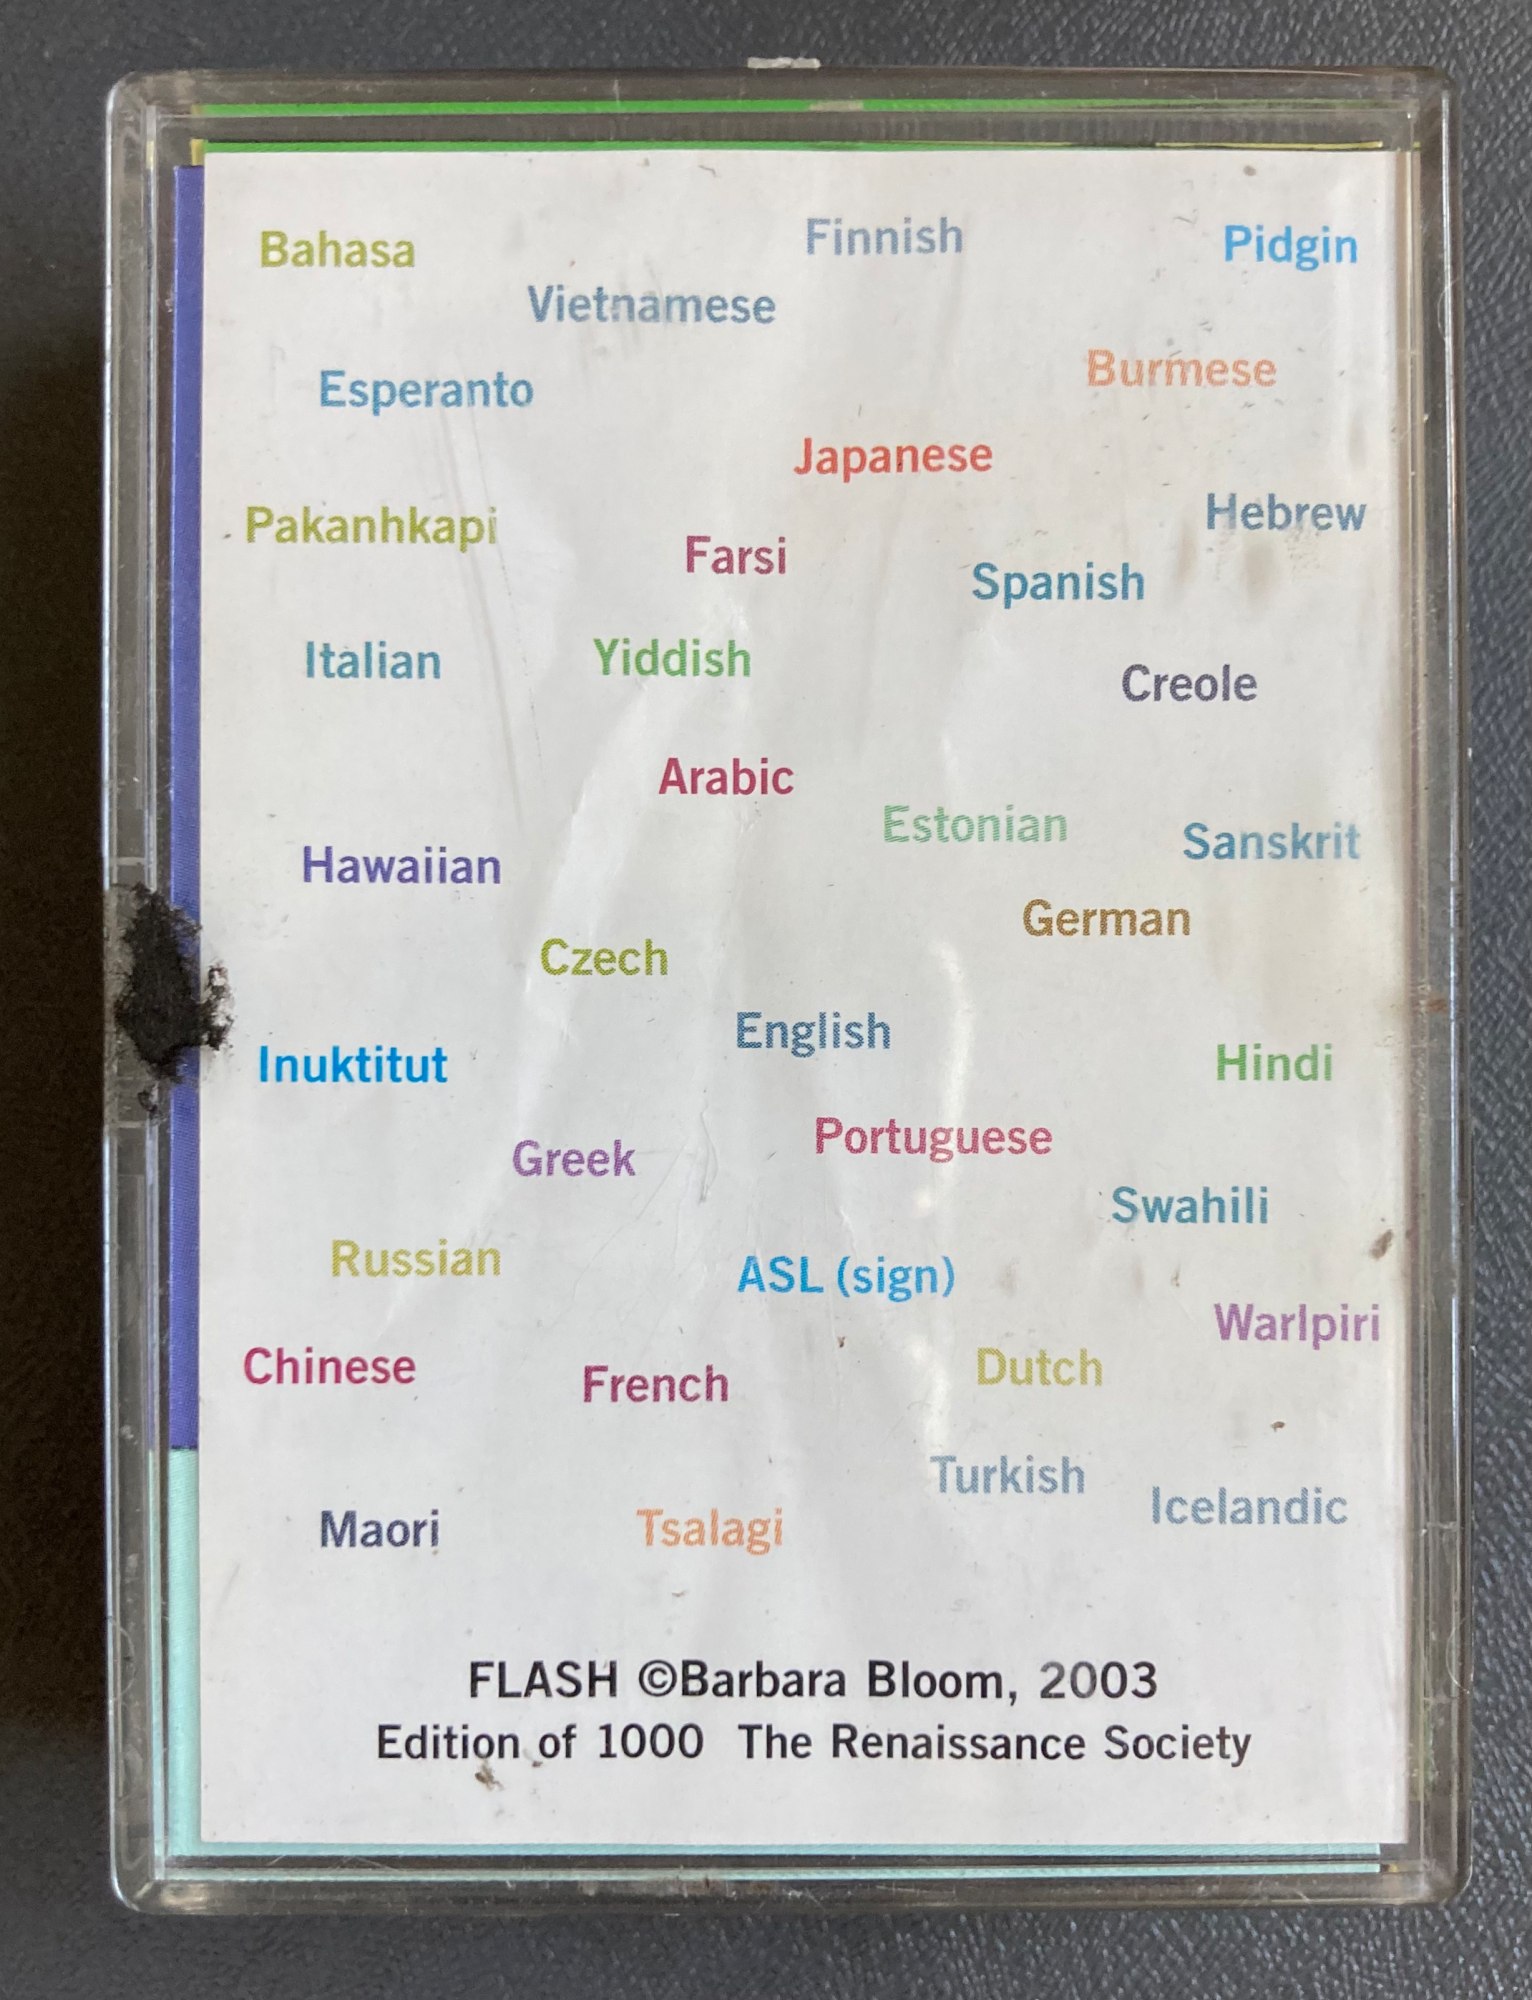 Bahasa
Finnish
Pidgin
Vietnamese
Burmese
Esperanto
Japanese
Hebrew
Pakanhkapi
Farsi
Spanish
Italian
Yiddish
Creole
Arabic
Estonian
Sanskrit
Hawaiian
German
Czech
English
Inuktitut
Hindi
Portuguese
Greek
Swahili
Russian
ASL (sign)
Warlpiri
Chinese
French
Dutch
Turkish
Icelandic
Maori
Tsalagi
FLASH ©Barbara Bloom, 2003
Edition of 1000 The Renaissance Society